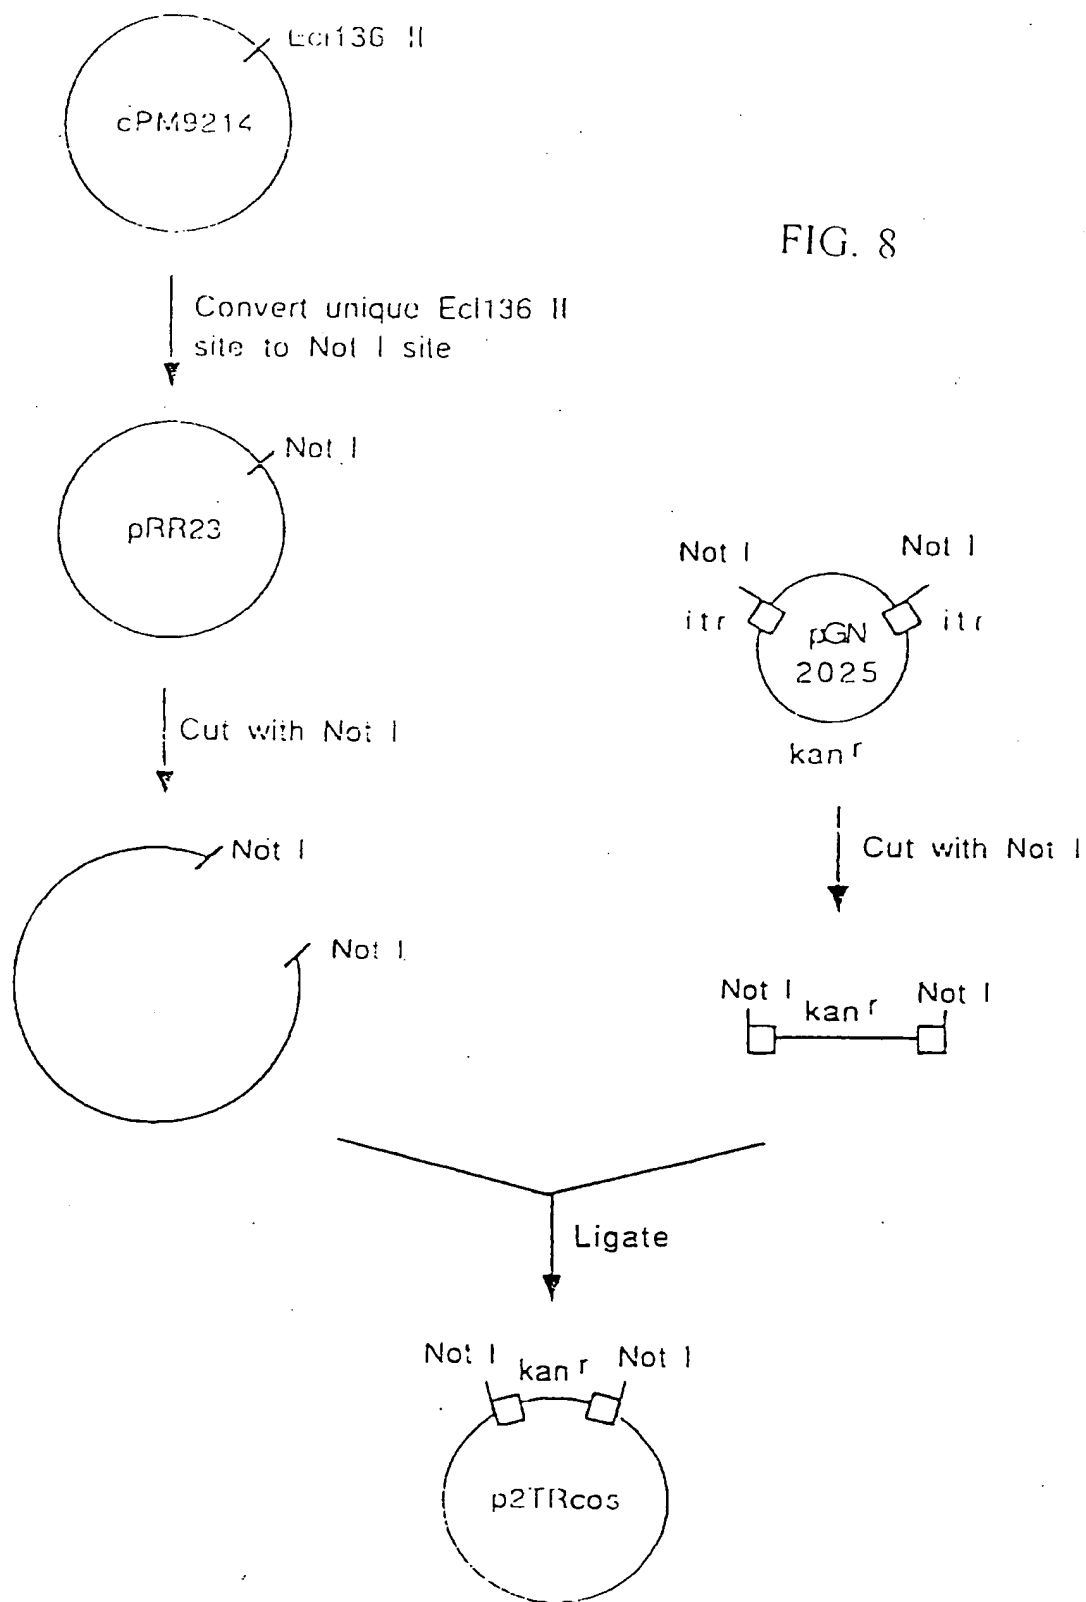 Ecl136 II
cPM9214
FIG. 8
Convert unique Ecl136 II
site to Not I site
Not I
pRR23
Not I
Not I
itr
pGN
2025
itr
kan r
Cut with Not I
Cut with Not I
Not I
Not I
Not I
kan r
Not I
Ligate
Not I
kan r
Not I
p2TRcos